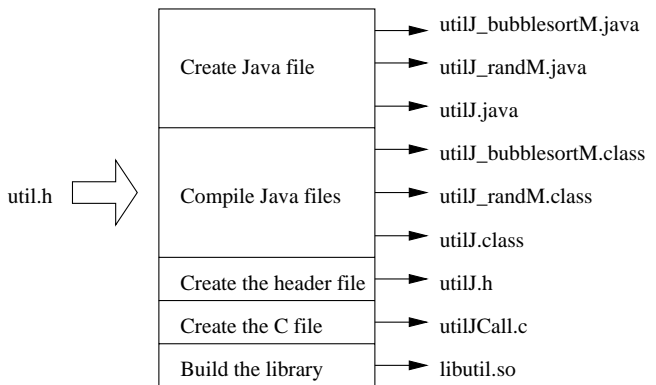 utilJ_bubblesortM.java
Create Java file
utilJ_randM.java
utilJ.java
utilJ_bubblesortM.class
util.h
Compile Java files
utilJ_randM.class
utilJ.class
Create the header file
utilJ.h
Create the C file
utilJCall.c
Build the library
libutil.so